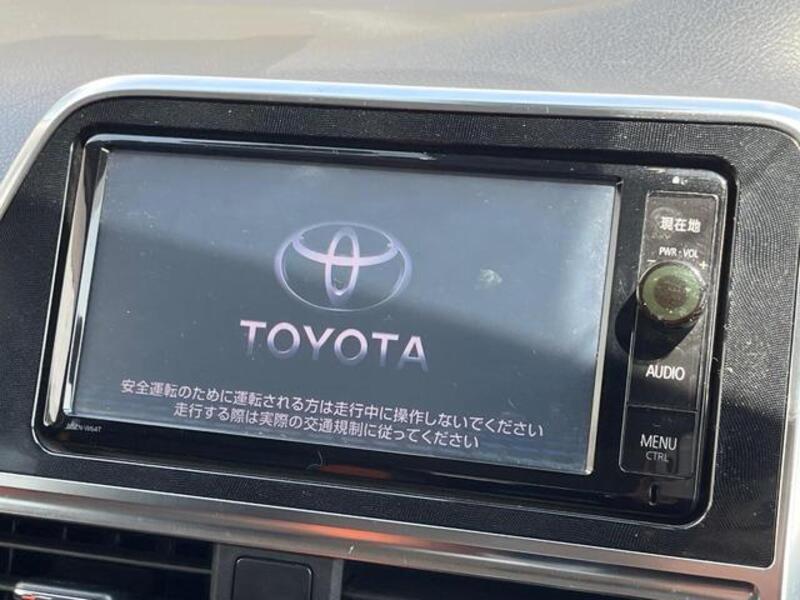 現在地
PWR・VOL
− +
TOYOTA
AUDIO
安全運転のために運転される方は走行中に操作しないでください
走行する際は実際の交通規制に従ってください
MENU
CTRL